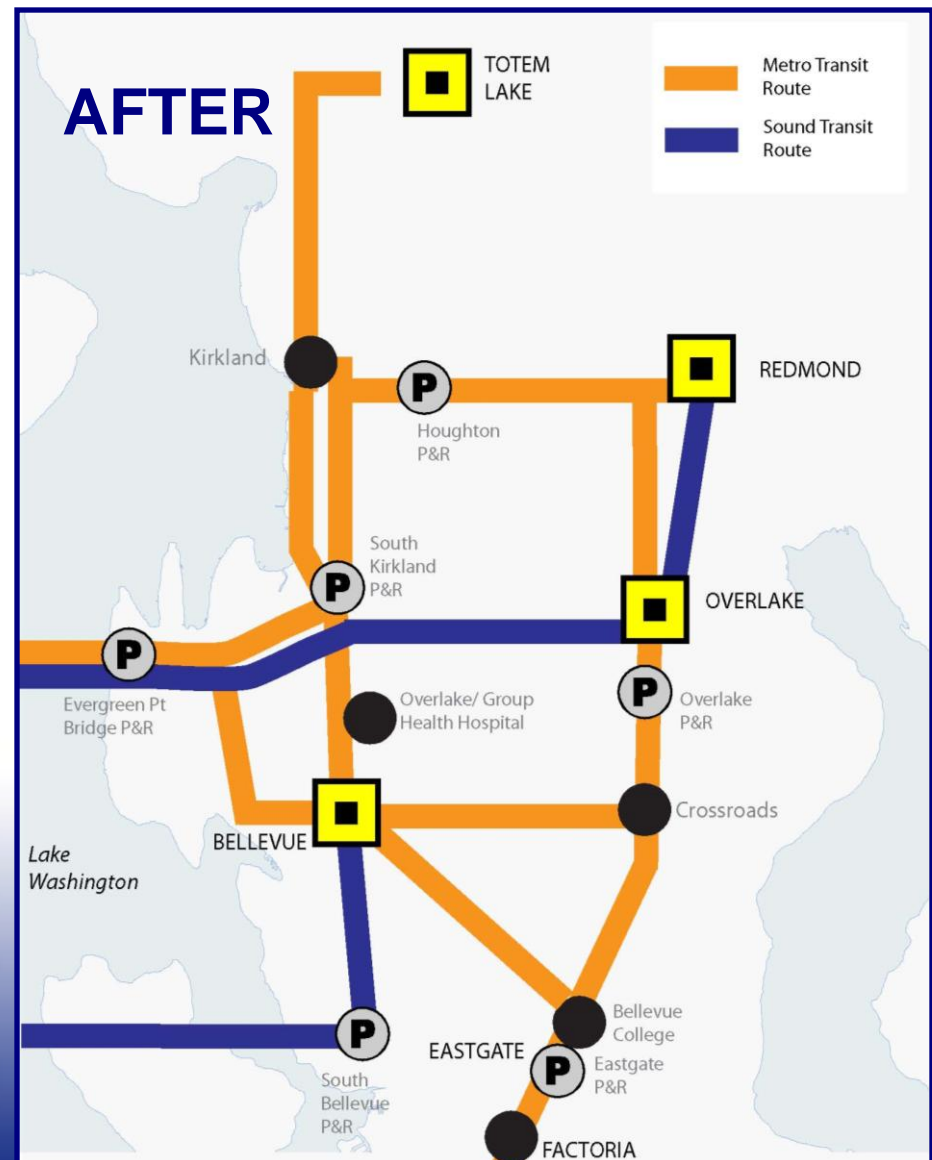 AFTER
TOTEM
LAKE
Metro Transit
Route
Sound Transit
Route
Kirkland
P
Houghton
P&R
REDMOND
South
Kirkland
P&R
P
OVERLAKE
P
Evergreen Pt
Bridge P&R
Overlake/ Group
Health Hospital
P
Overlake
P&R
BELLEVUE
Crossroads
Lake
Washington
Bellevue
College
EASTGATE
P
Eastgate
P&R
P
South
Bellevue
P&R
FACTORIA